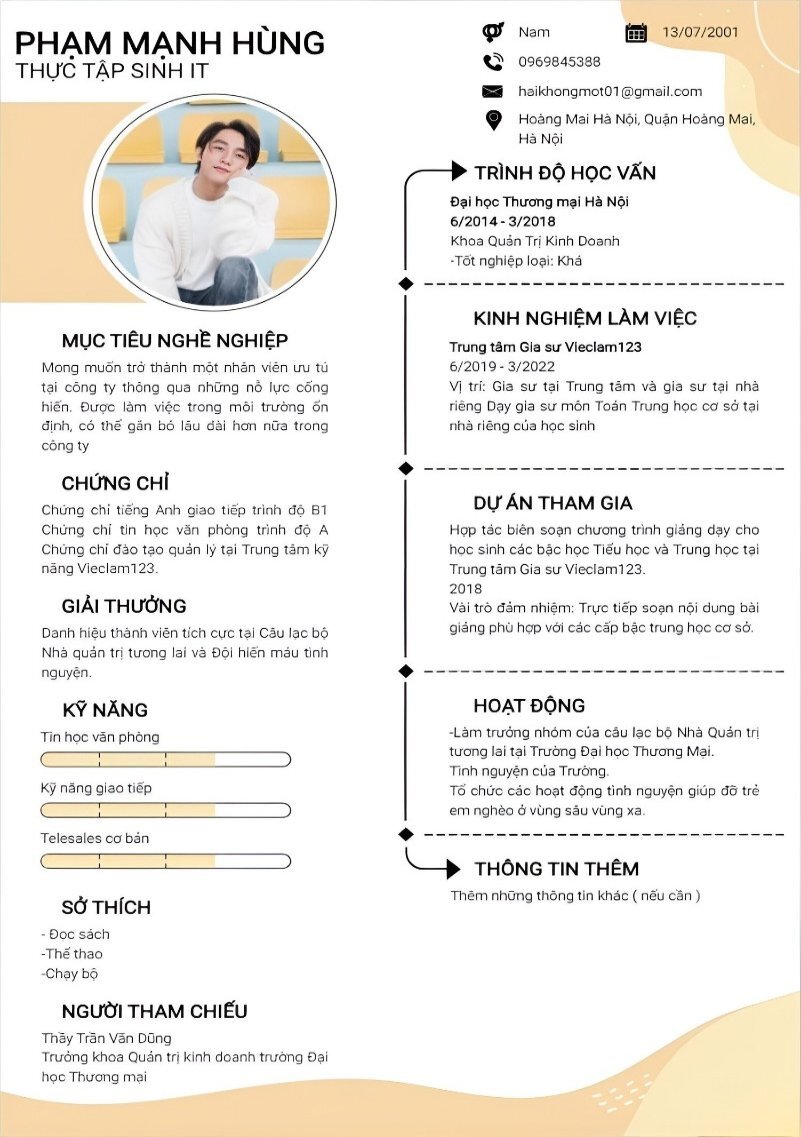 PHẠM MẠNH HÙNG
THỰC TẬP SINH IT
Nam
13/07/2001
0969845388
haikhongmot01@gmail.com
Hoàng Mai Hà Nội, Quận Hoàng Mai,
Hà Nội
MỤC TIÊU NGHỀ NGHIỆP
Mong muốn trở thành một nhân viên ưu tú
tại công ty thông qua những nỗ lực cống
hiến. Được làm việc trong môi trường ổn
định, có thể gắn bó lâu dài hơn nữa trong
công ty
CHỨNG CHỈ
Chứng chỉ tiếng Anh giao tiếp trình độ B1
Chứng chỉ tin học văn phòng trình độ A
Chứng chỉ đào tạo quản lý tại Trung tâm kỹ
năng Vieclam123.
GIẢI THƯỞNG
Danh hiệu thành viên tích cực tại Câu lạc bộ
Nhà quản trị tương lai và Đội hiến máu tình
nguyện.
KỸ NĂNG
Tin học văn phòng
Kỹ năng giao tiếp
Telesales cơ bản
SỞ THÍCH
- Đọc sách
-Thể thao
-Chạy bộ
NGƯỜI THAM CHIẾU
Thầy Trần Văn Dũng
Trưởng khoa Quản trị kinh doanh trường Đại
học Thương mại
TRÌNH ĐỘ HỌC VẤN
Đại học Thương mại Hà Nội
6/2014 - 3/2018
Khoa Quản Trị Kinh Doanh
-Tốt nghiệp loại: Khá
KINH NGHIỆM LÀM VIỆC
Trung tâm Gia sư Vieclam123
6/2019 - 3/2022
Vị trí: Gia sư tại Trung tâm và gia sư tại nhà
riêng Dạy gia sư môn Toán Trung học cơ sở tại
nhà riêng của học sinh
DỰ ÁN THAM GIA
Hợp tác biên soạn chương trình giảng dạy cho
học sinh các bậc học Tiểu học và Trung học tại
Trung tâm Gia sư Vieclam123.
2018
Vài trò đảm nhiệm: Trực tiếp soạn nội dung bài
giảng phù hợp với các cấp bậc trung học cơ sở.
HOẠT ĐỘNG
-Làm trưởng nhóm của câu lạc bộ Nhà Quản trị
tương lai tại Trường Đại học Thương Mại.
Tình nguyện của Trường.
Tổ chức các hoạt động tình nguyện giúp đỡ trẻ
em nghèo ở vùng sâu vùng xa.
THÔNG TIN THÊM
Thêm những thông tin khác ( nếu cần )